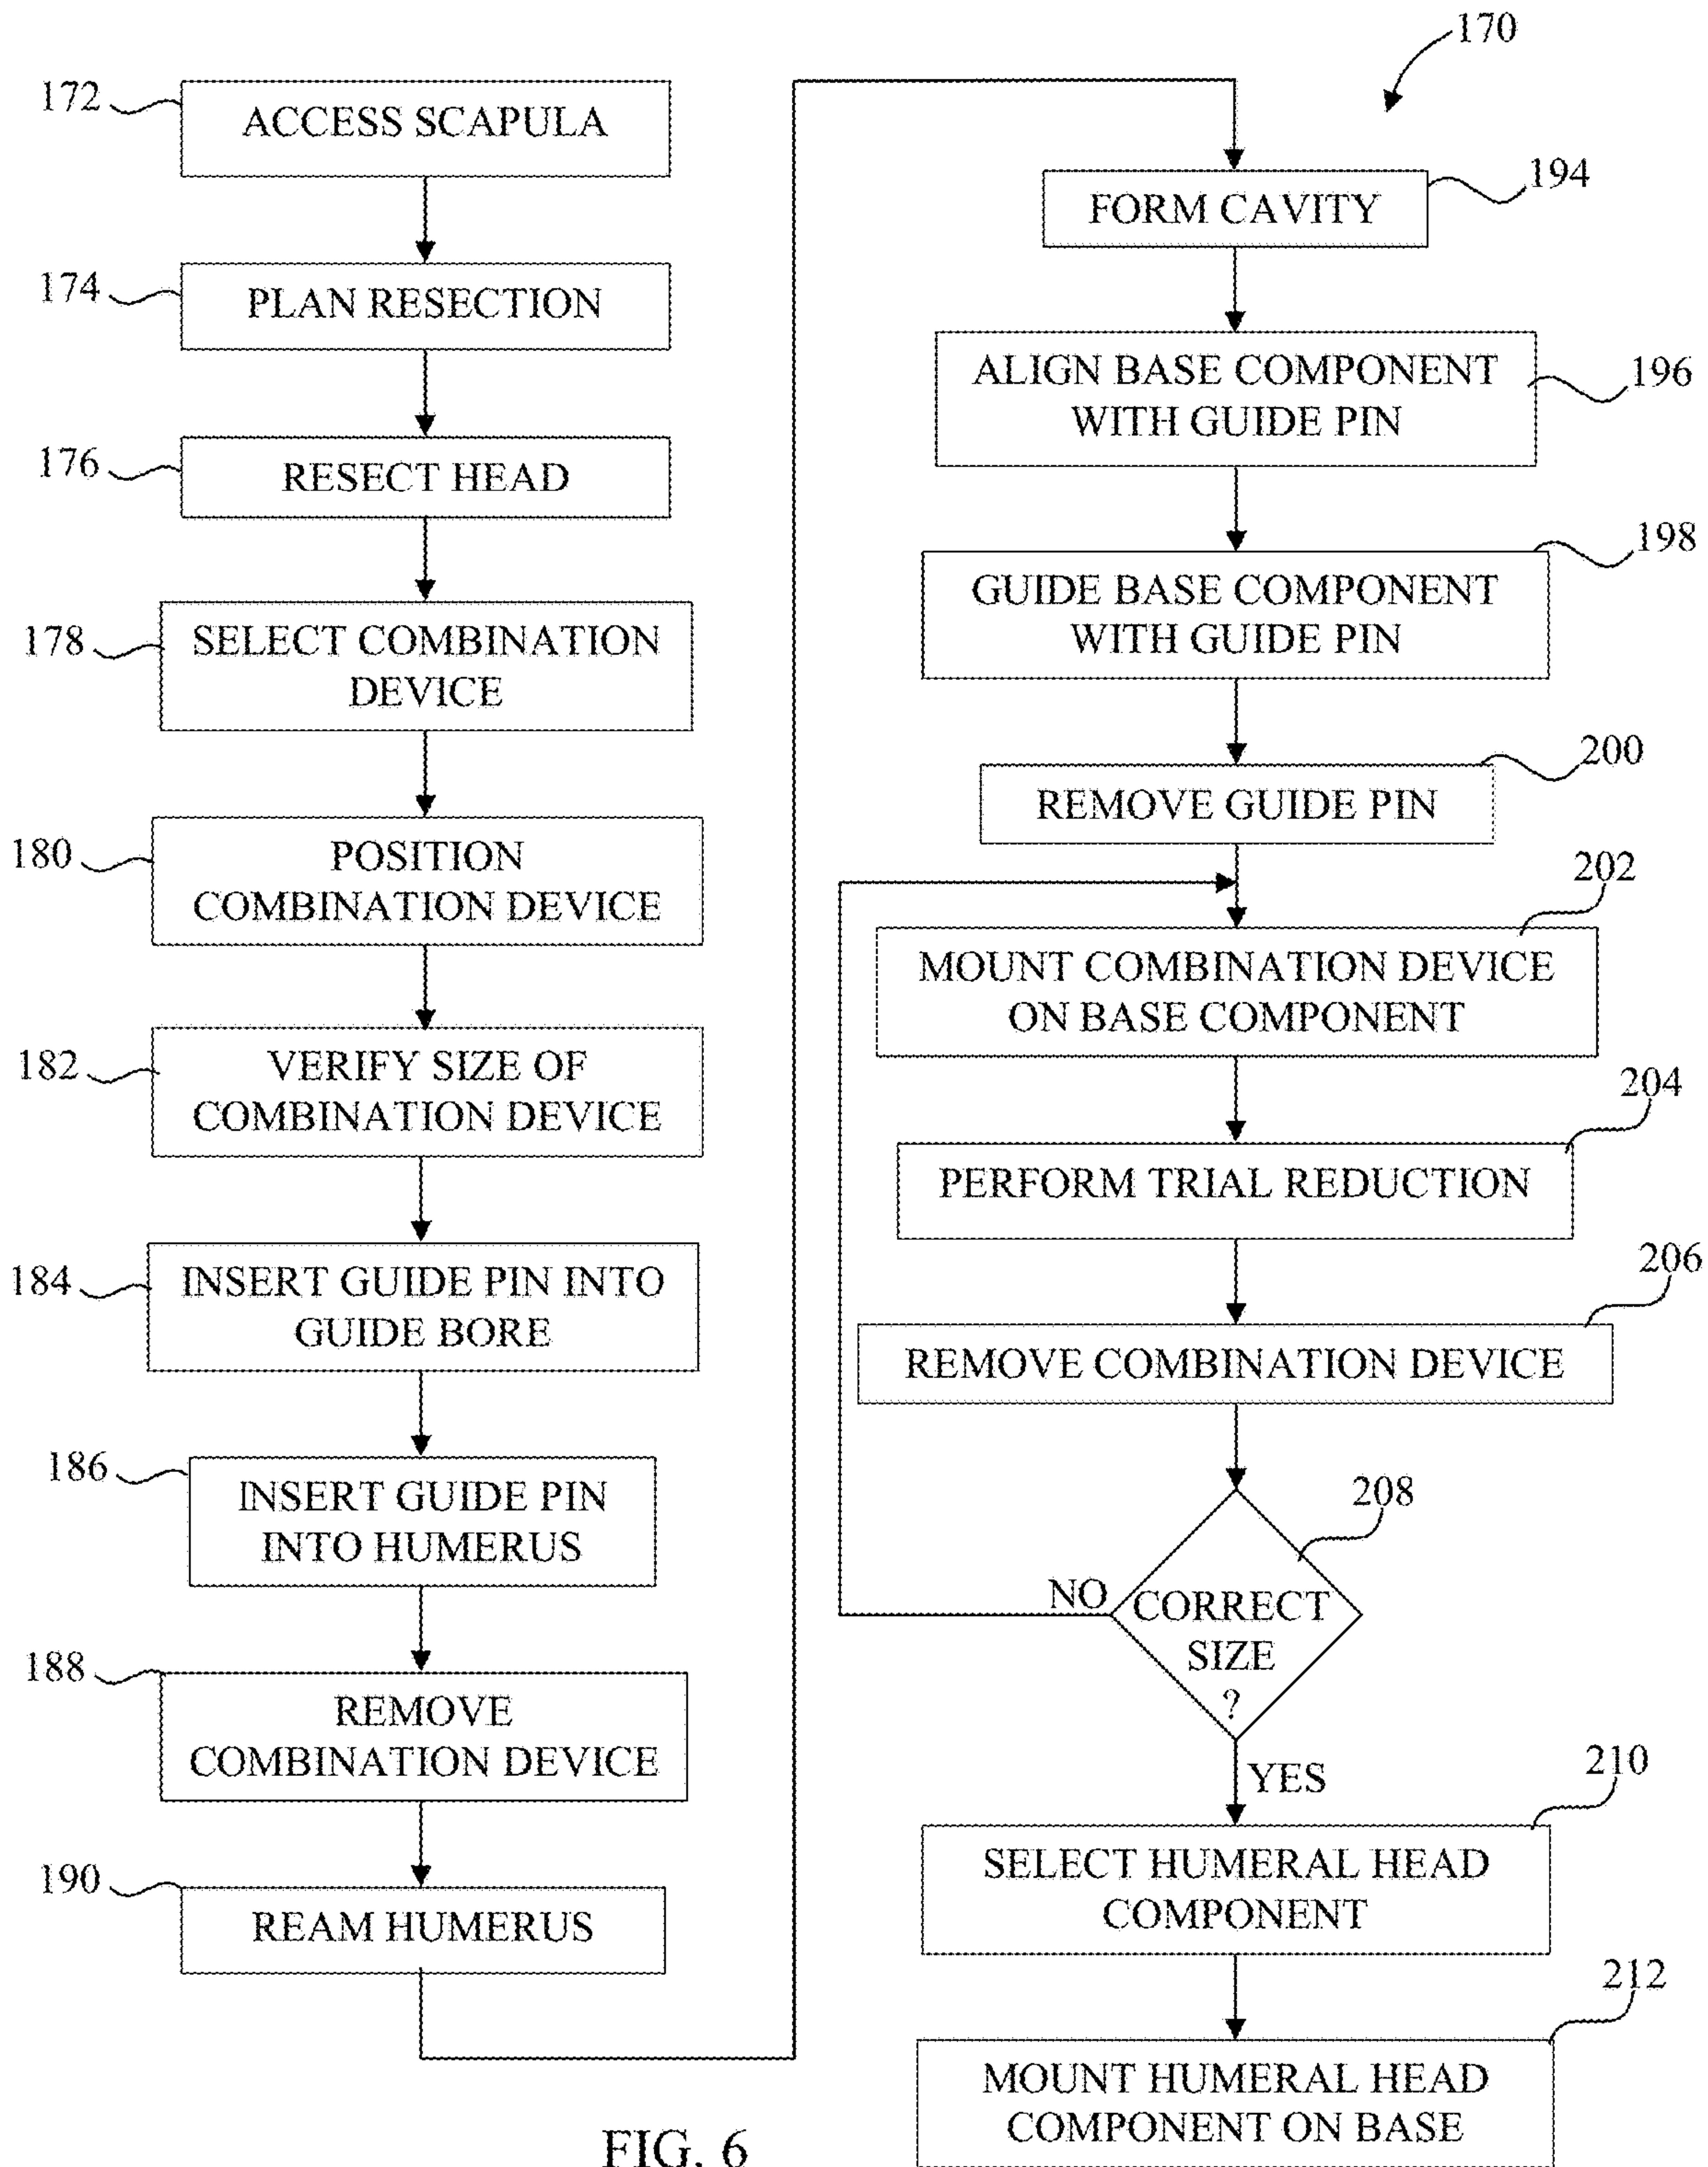 170
172
ACCESS SCAPULA
174
PLAN RESECTION
176
RESECT HEAD
178
SELECT COMBINATION
DEVICE
180
POSITION
COMBINATION DEVICE
182
VERIFY SIZE OF
COMBINATION DEVICE
184
INSERT GUIDE PIN INTO
GUIDE BORE
186
INSERT GUIDE PIN
INTO HUMERUS
188
REMOVE
COMBINATION DEVICE
190
REAM HUMERUS
194
FORM CAVITY
196
ALIGN BASE COMPONENT
WITH GUIDE PIN
198
GUIDE BASE COMPONENT
WITH GUIDE PIN
200
REMOVE GUIDE PIN
202
MOUNT COMBINATION DEVICE
ON BASE COMPONENT
204
PERFORM TRIAL REDUCTION
206
REMOVE COMBINATION DEVICE
208
NO
CORRECT
SIZE
?
YES
210
SELECT HUMERAL HEAD
COMPONENT
212
MOUNT HUMERAL HEAD
COMPONENT ON BASE
FIG. 6